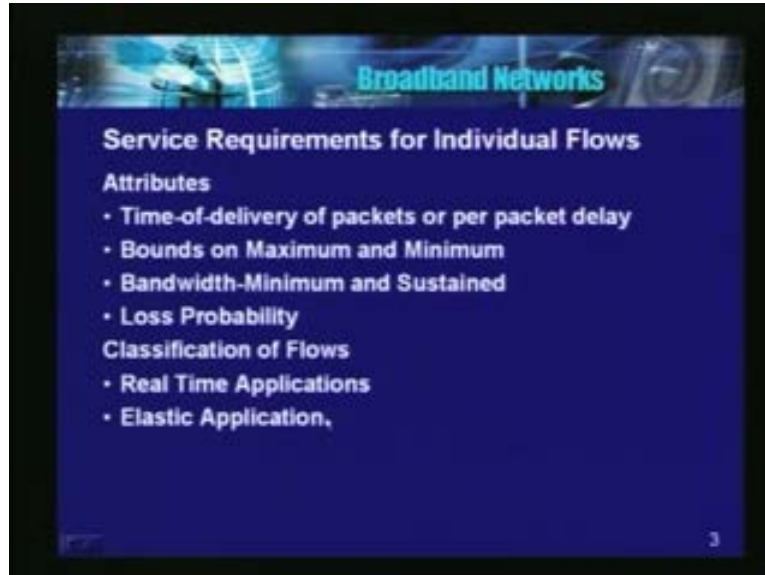 Broadband Networks
Service Requirements for Individual Flows
Attributes
• Time-of-delivery of packets or per packet delay
• Bounds on Maximum and Minimum
• Bandwidth-Minimum and Sustained
• Loss Probability
Classification of Flows
• Real Time Applications
• Elastic Application.
3